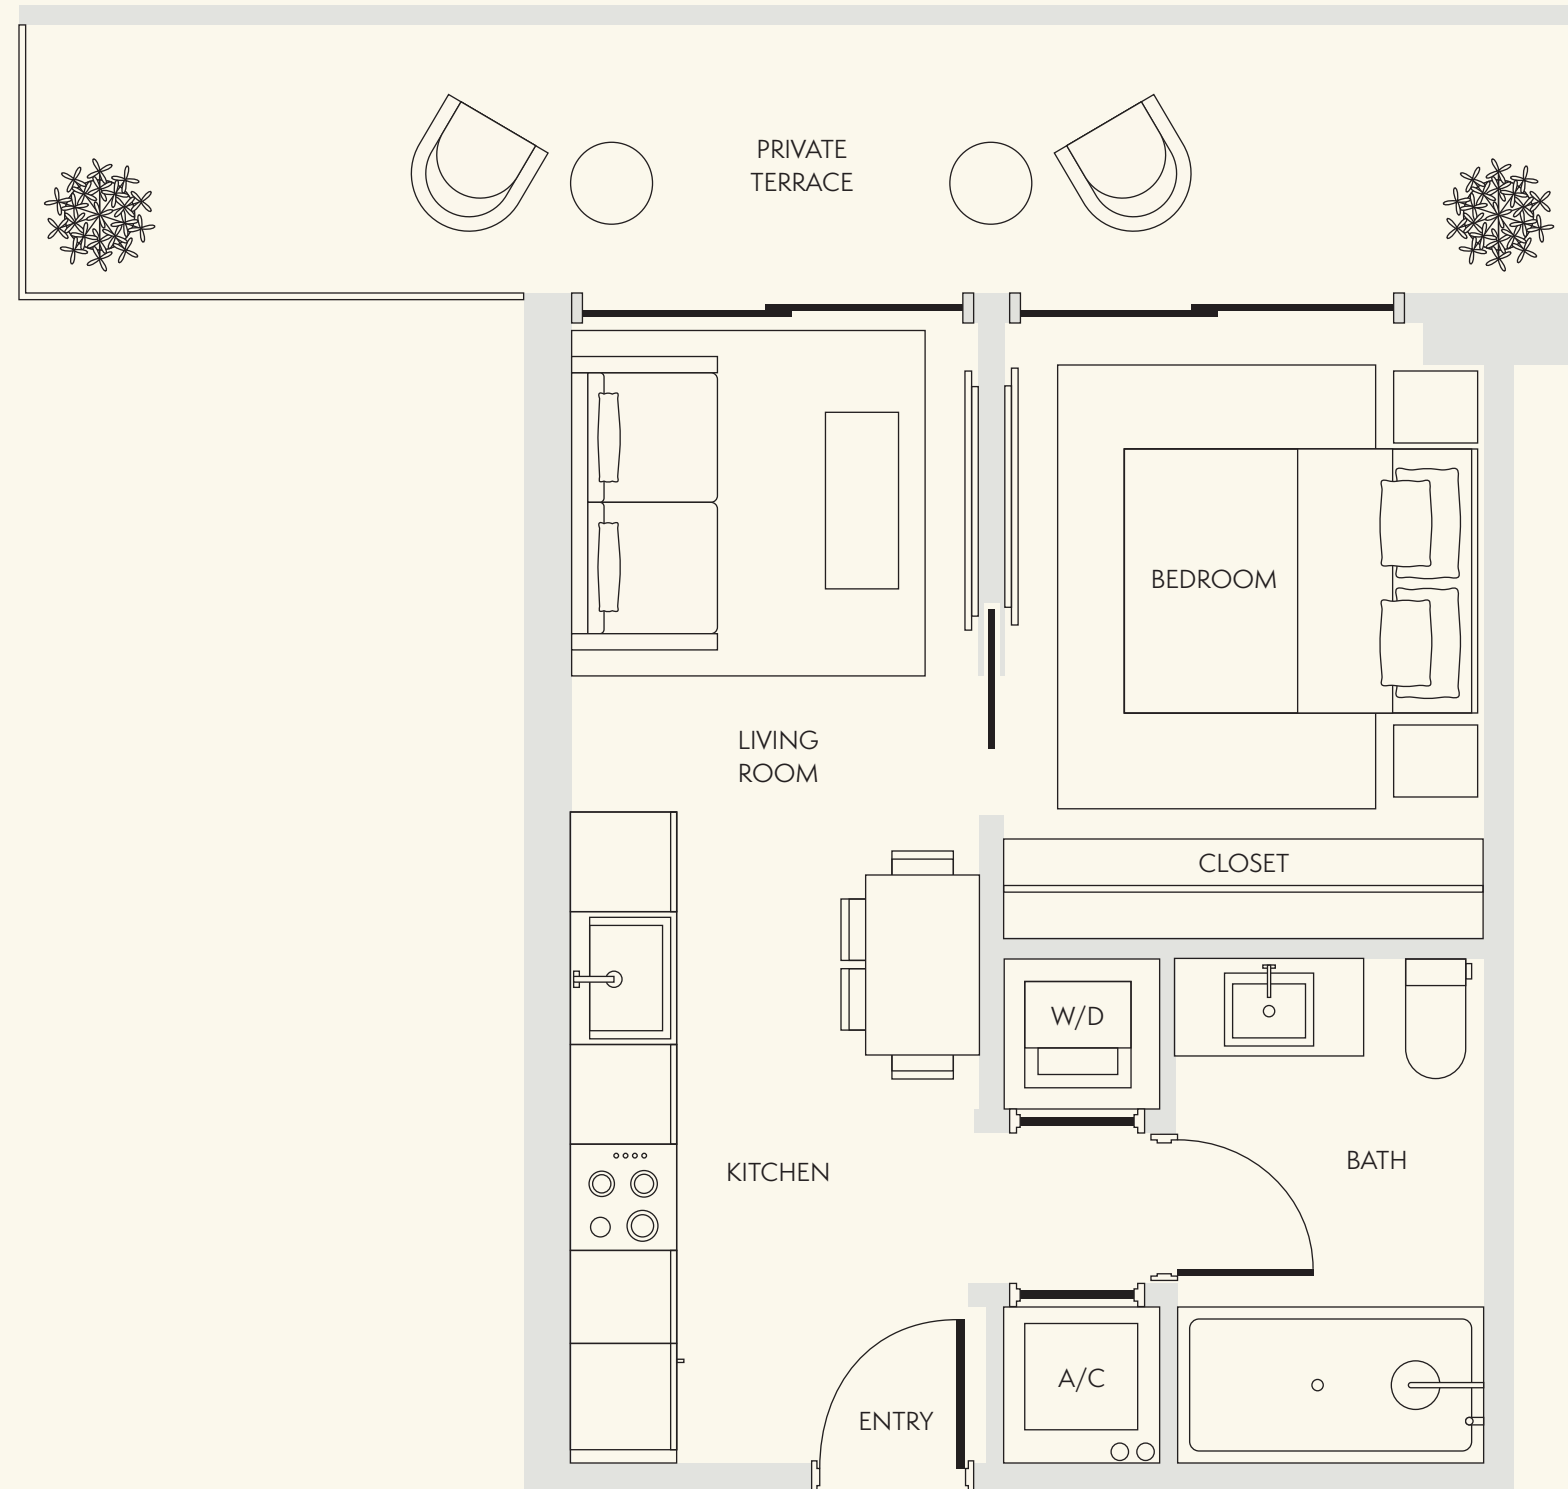 PRIVATE
TERRACE
BEDROOM
LIVING
ROOM
CLOSET
W/D
KITCHEN
BATH
A/C
ENTRY